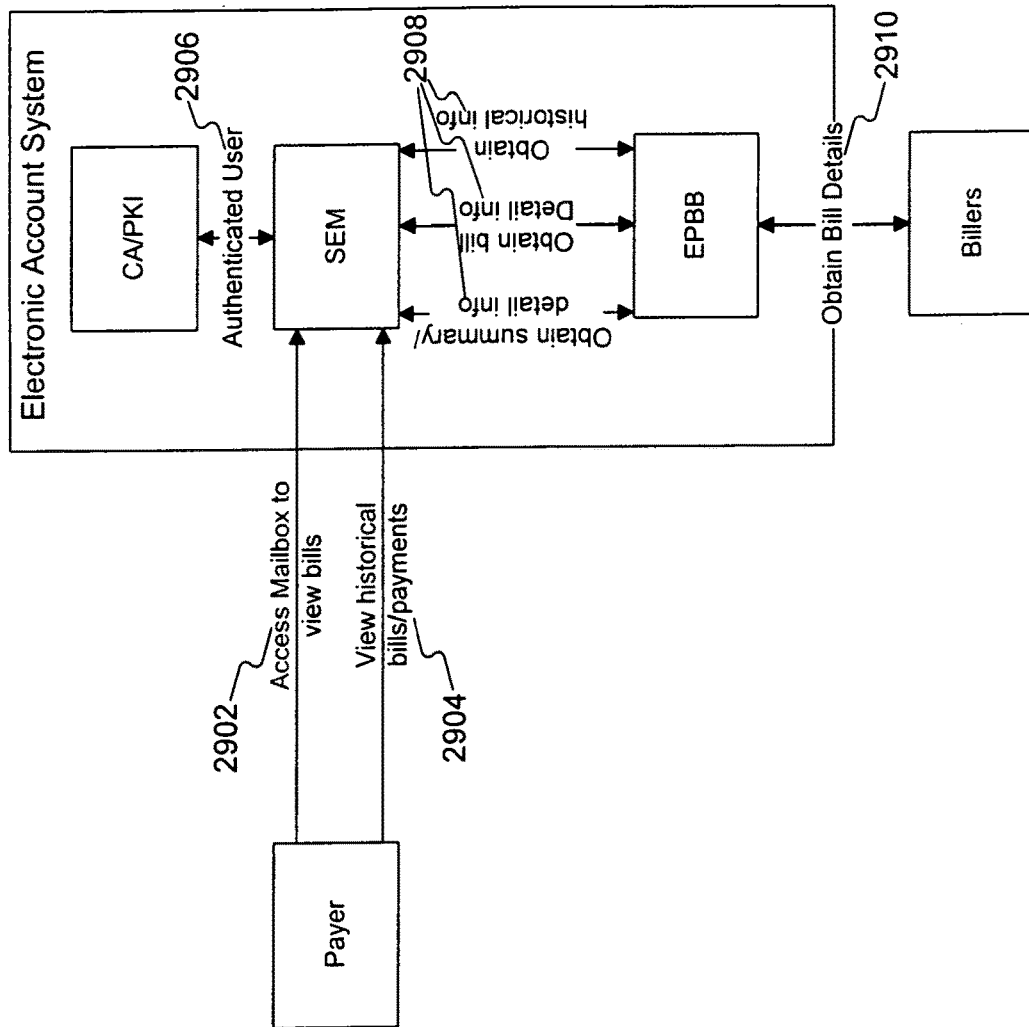 Electronic Account System
CA/PKI
2906
Authenticated User
SEM
2908
Obtain summary/
detail info
Obtain bill
Detail info
Obtain
historical info
EPBB
Obtain Bill Details
2910
Billers
2902
Access Mailbox to
view bills
View historical
bills/payments
2904
Payer